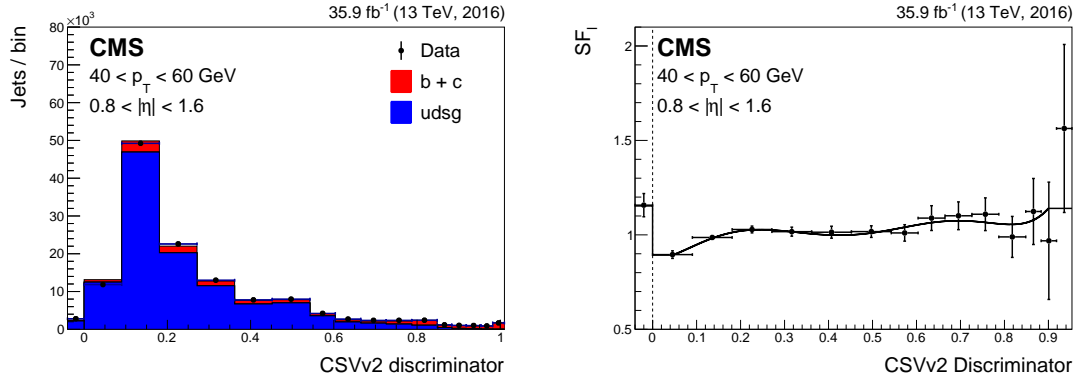 35.9 fb⁻¹ (13 TeV, 2016)
×10³
Jets / bin
80
70
60
50
40
30
20
10
0
CMS
40 < p_T < 60 GeV
0.8 < |η| < 1.6
Data
b + c
udsg
0 0.2 0.4 0.6 0.8 1
CSVv2 discriminator
35.9 fb⁻¹ (13 TeV, 2016)
SF_l
2
1.5
1
0.5
CMS
40 < p_T < 60 GeV
0.8 < |η| < 1.6
0 0.1 0.2 0.3 0.4 0.5 0.6 0.7 0.8 0.9 1
CSVv2 Discriminator